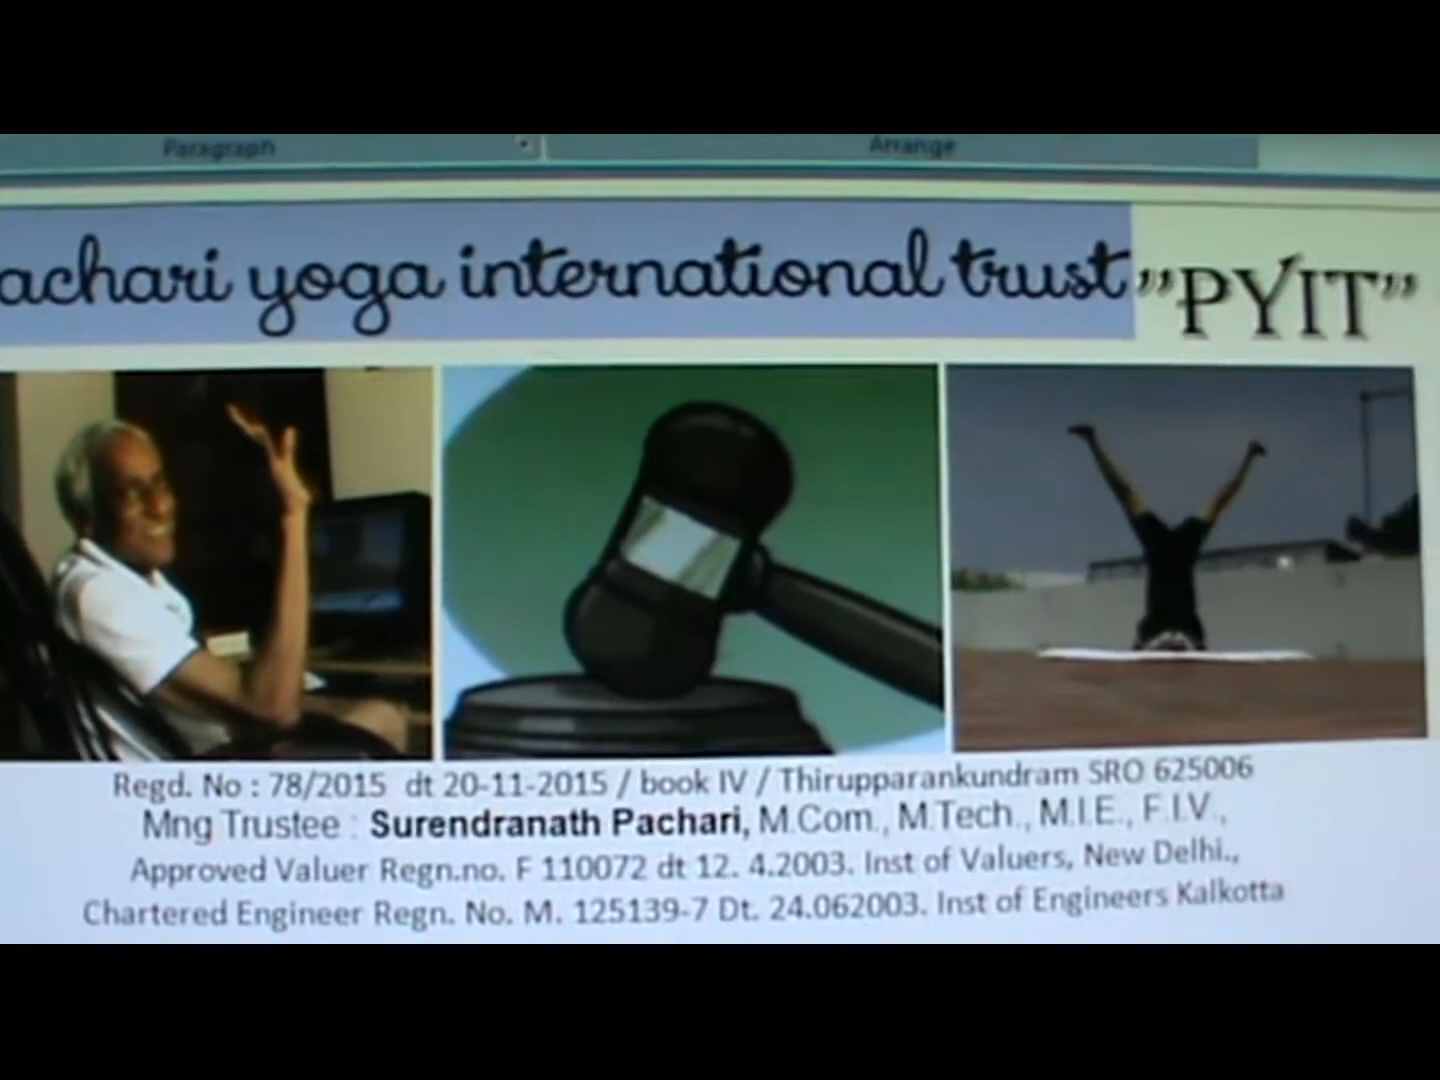 Paragraph Arrange
achari yoga international trust "PYIT"
Regd. No : 78/2015 dt 20-11-2015 / book IV / Thirupparankundram SRO 625006
Mng Trustee : Surendranath Pachari, M.Com., M.Tech., M.I.E., F.I.V.,
Approved Valuer Regn.no. F 110072 dt 12. 4.2003. Inst of Valuers, New Delhi.,
Chartered Engineer Regn. No. M. 125139-7 Dt. 24.062003. Inst of Engineers Kalkotta